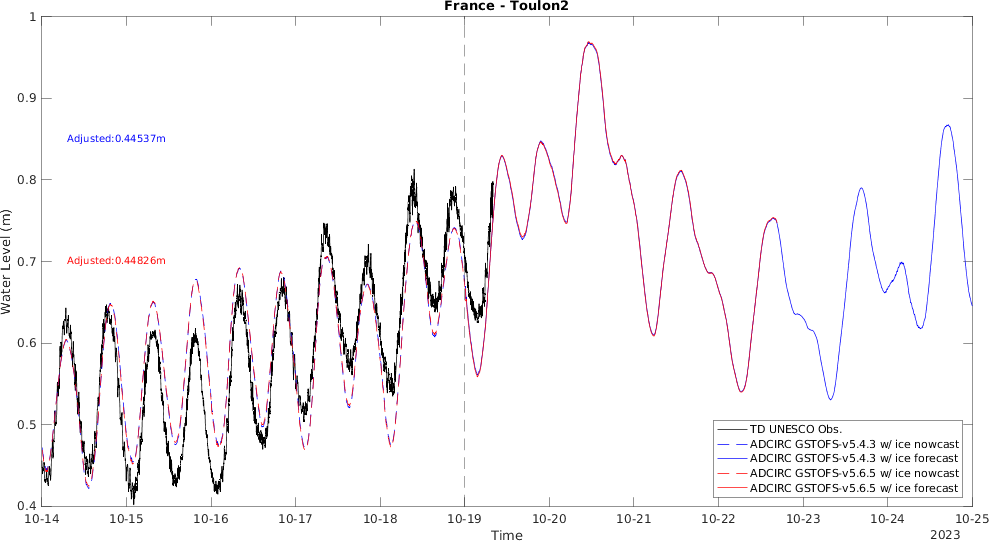 France - Toulon2
Water Level (m)
1
0.9
0.8
0.7
0.6
0.5
0.4
Adjusted:0.44537m
Adjusted:0.44826m
TD UNESCO Obs.
ADCIRC GSTOFS-v5.4.3 w/ ice nowcast
ADCIRC GSTOFS-v5.4.3 w/ ice forecast
ADCIRC GSTOFS-v5.6.5 w/ ice nowcast
ADCIRC GSTOFS-v5.6.5 w/ ice forecast
10-14 10-15 10-16 10-17 10-18 10-19 10-20 10-21 10-22 10-23 10-24 10-25
Time
2023